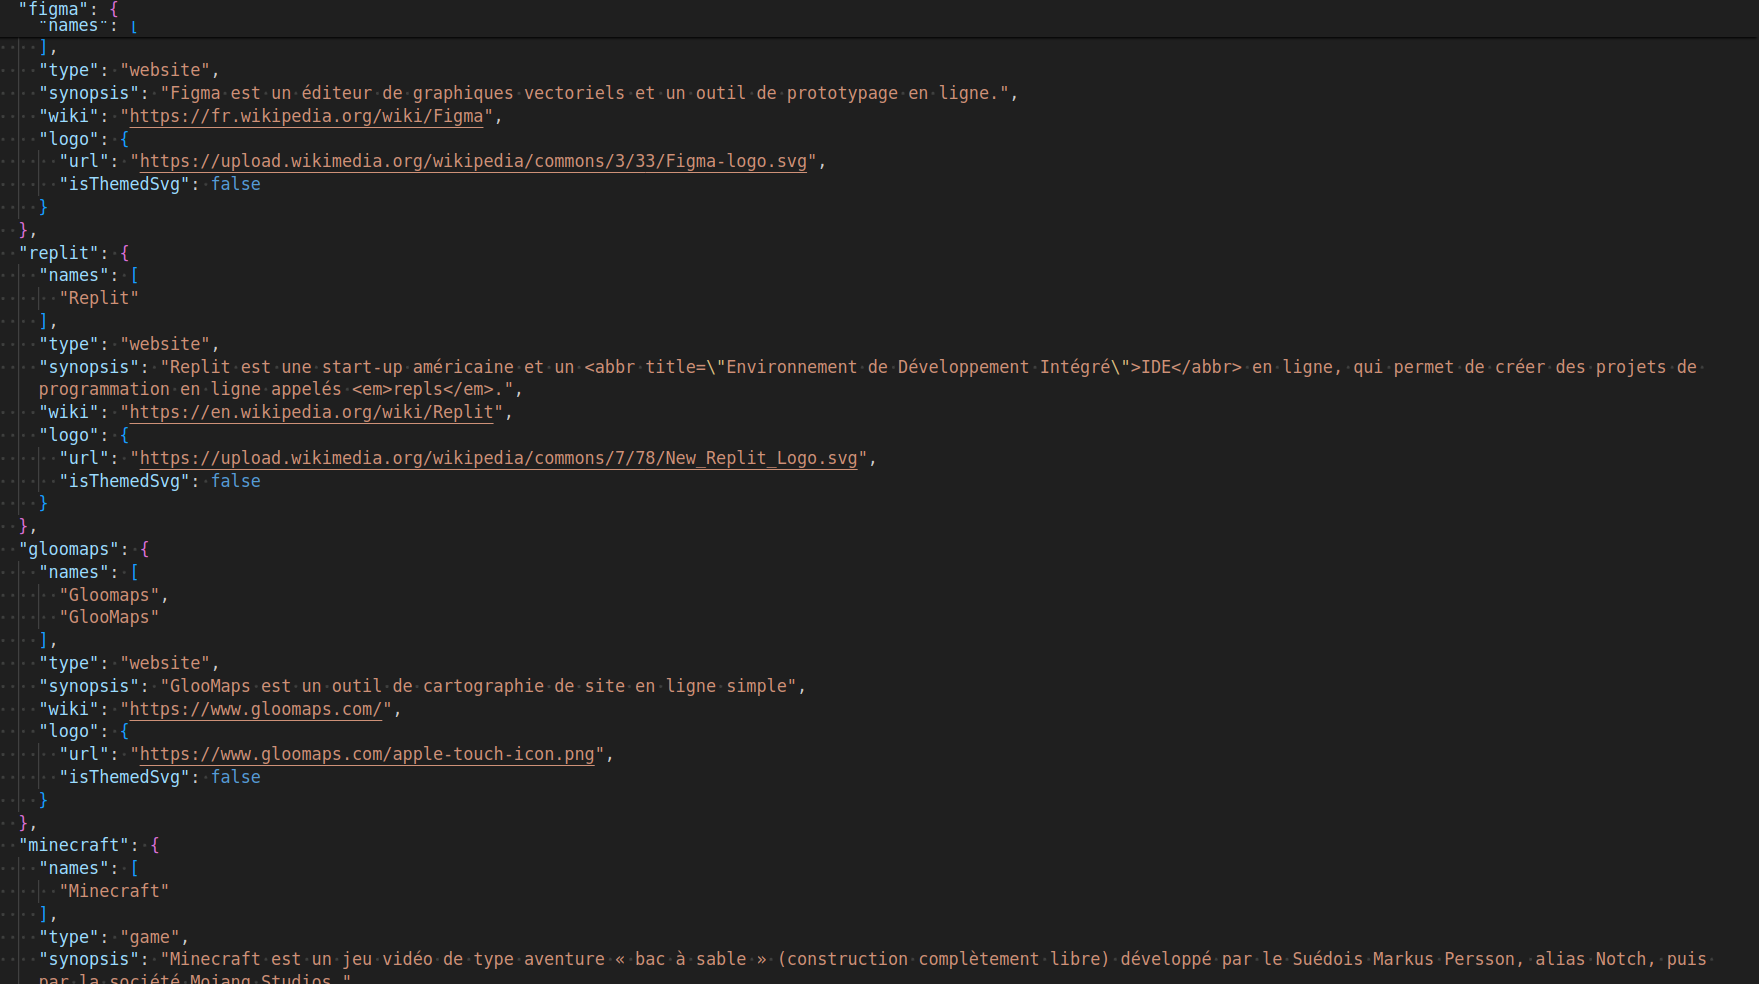 "figma": {
"names": [
],
"type": "website",
"synopsis": "Figma est un éditeur de graphiques vectoriels et un outil de prototypage en ligne.",
"wiki": "https://fr.wikipedia.org/wiki/Figma",
"logo": {
"url": "https://upload.wikimedia.org/wikipedia/commons/3/33/Figma-logo.svg",
"isThemedSvg": false
}
},
"replit": {
"names": [
"Replit"
],
"type": "website",
"synopsis": "Replit est une start-up américaine et un <abbr title=\"Environnement de Développement Intégré\">IDE</abbr> en ligne, qui permet de créer des projets de
programmation en ligne appelés <em>repls</em>.",
"wiki": "https://en.wikipedia.org/wiki/Replit",
"logo": {
"url": "https://upload.wikimedia.org/wikipedia/commons/7/78/New_Replit_Logo.svg",
"isThemedSvg": false
}
},
"gloomaps": {
"names": [
"Gloomaps",
"GlooMaps"
],
"type": "website",
"synopsis": "GlooMaps est un outil de cartographie de site en ligne simple",
"wiki": "https://www.gloomaps.com/",
"logo": {
"url": "https://www.gloomaps.com/apple-touch-icon.png",
"isThemedSvg": false
}
},
"minecraft": {
"names": [
"Minecraft"
],
"type": "game",
"synopsis": "Minecraft est un jeu vidéo de type aventure « bac à sable » (construction complètement libre) développé par le Suédois Markus Persson, alias Notch, puis
par la société Mojang Studios."